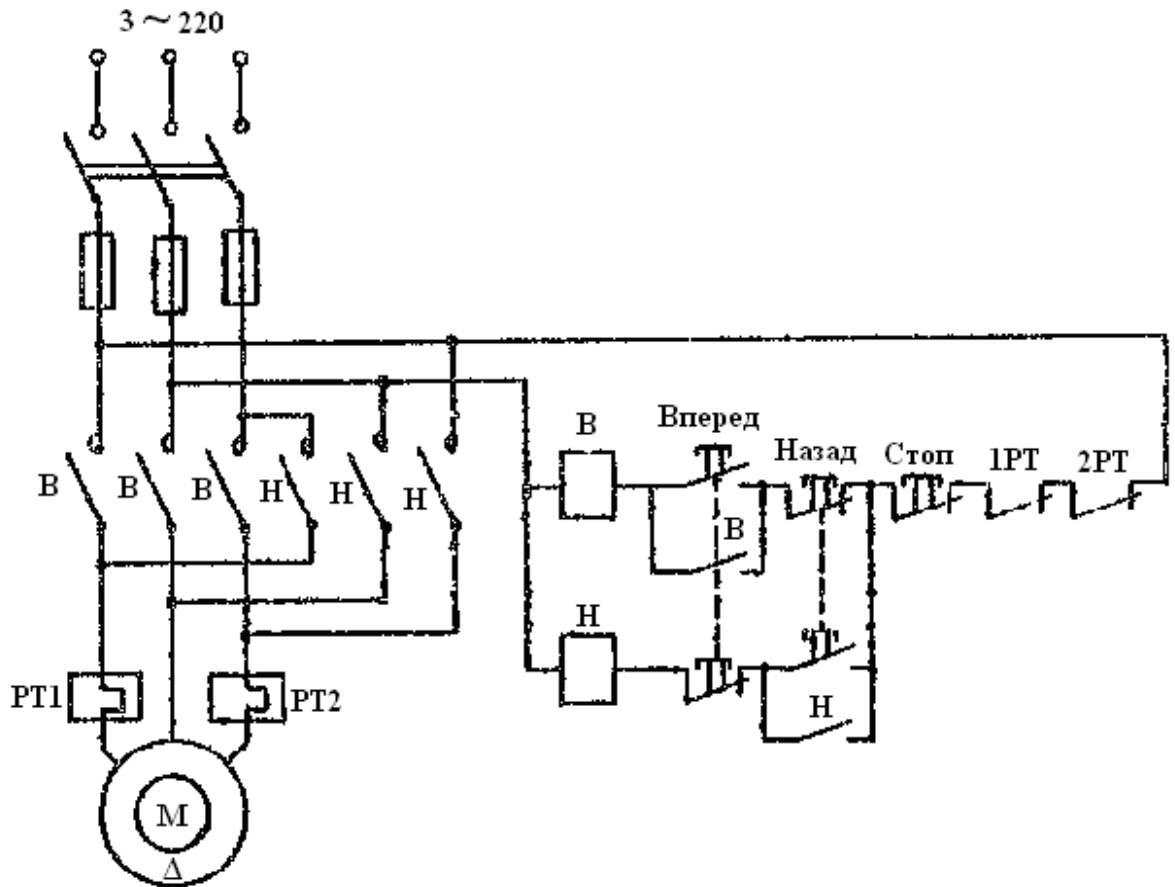 3 ~ 220
Вперед
В
Назад
Стоп
1РТ
2РТ
В
В
В
Н
Н
Н
В
Н
Н
РТ1
РТ2
М
Δ